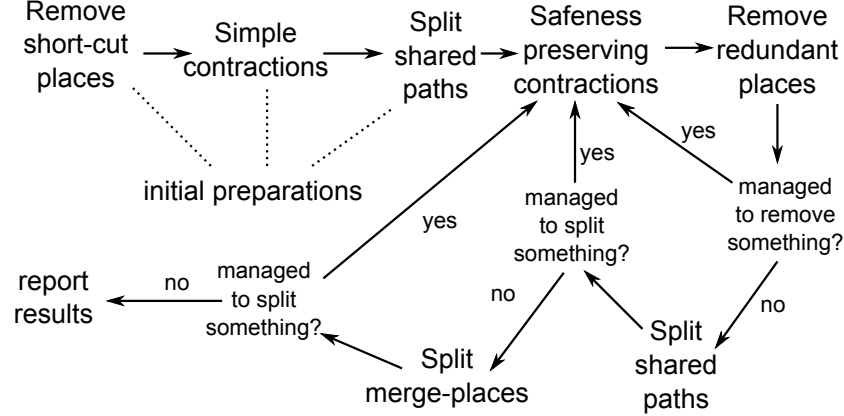 Remove
short-cut
places
Simple
contractions
Split
shared
paths
Safeness
preserving
contractions
Remove
redundant
places
initial preparations
yes
yes
yes
managed
to remove
something?
managed
to split
something?
managed
to split
something?
no
no
no
report
results
Split
merge-places
Split
shared
paths